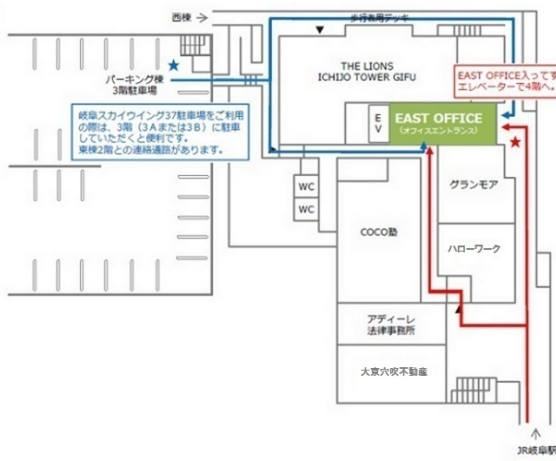 西棟
歩行者用デッキ
THE LIONS
ICHIJO TOWER GIFU
パーキング棟
3階駐車場
EAST OFFICE入ってす
エレベーターで4階へ。
岐阜スカイウイング37駐車場をご利用
の際は、3階（3Aまたは3B）に駐車
していただくと便利です。
東棟2階との連絡通路があります。
E
V
EAST OFFICE
（オフィスエントランス）
WC
WC
グランモア
COCO塾
ハローワーク
アディーレ
法律事務所
大京穴吹不動産
JR岐阜駅